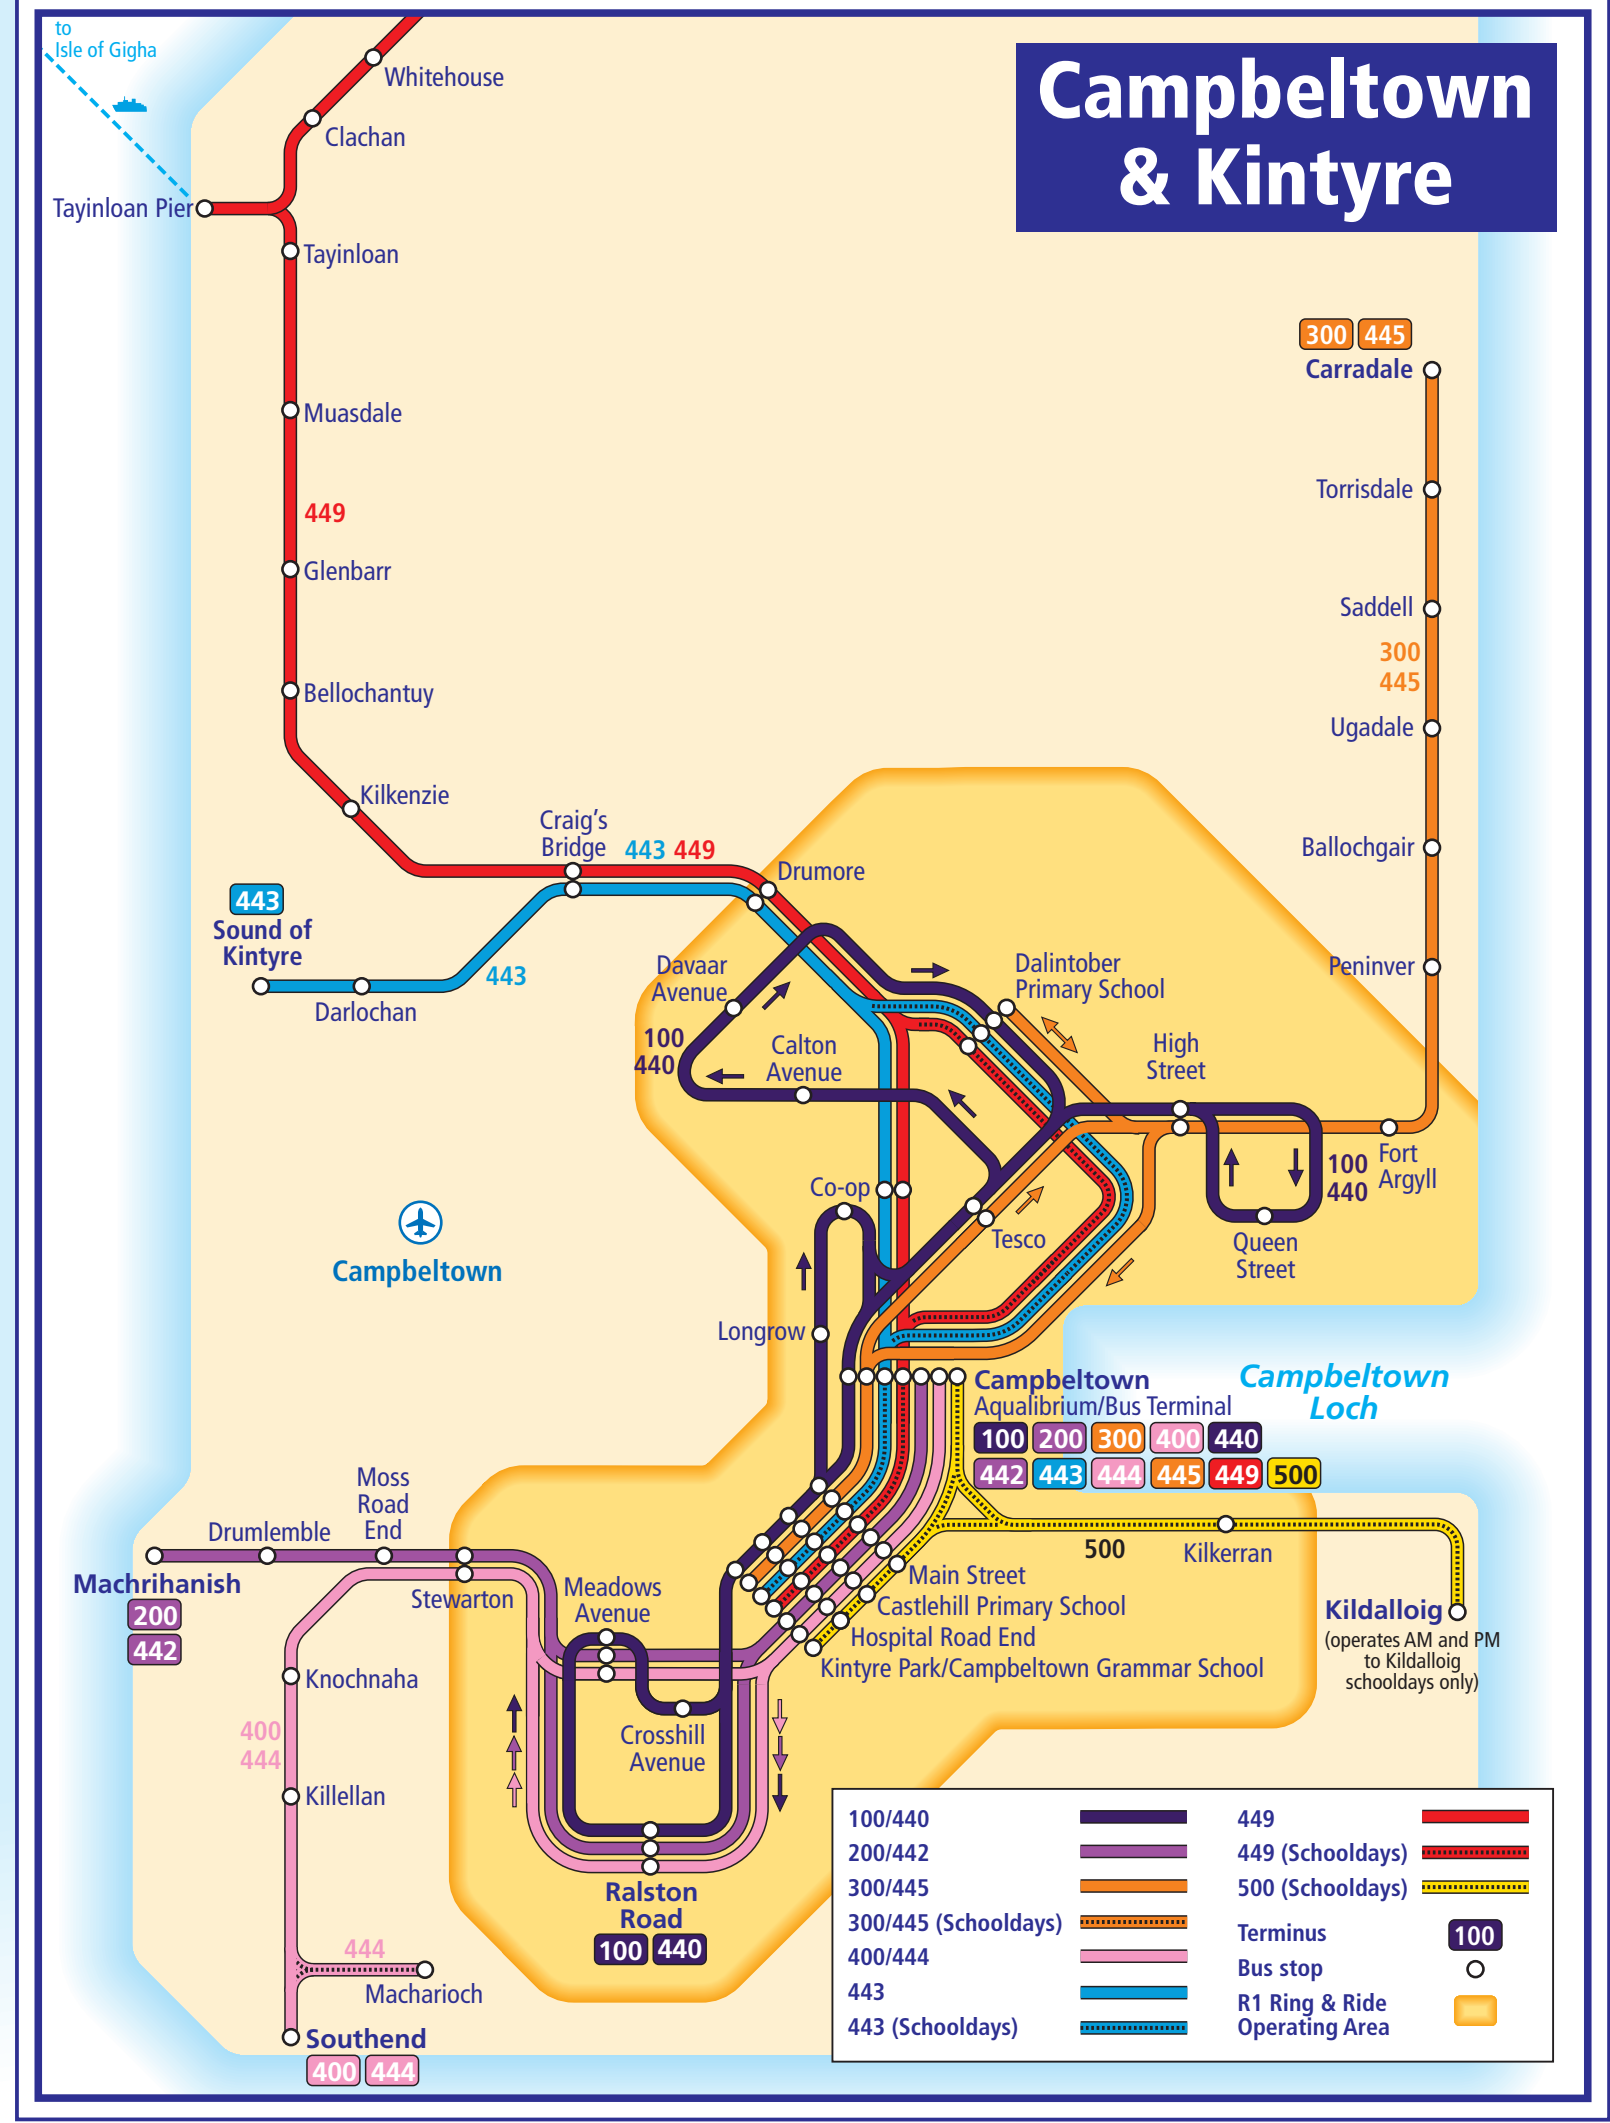 to
Isle of Gigha
Campbeltown
& Kintyre
Whitehouse
Clachan
Tayinloan Pier
Tayinloan
300 445
Carradale
Muasdale
Torrisdale
449
Glenbarr
Saddell
300
445
Bellochantuy
Ugadale
Kilkenzie
Craig's
Bridge
443 449
Ballochgair
Drumore
443
Sound of
Kintyre
443
Darlochan
Davaar
Avenue
Dalintober
Primary School
Peninver
100
440
Calton
Avenue
High
Street
Fort
Argyll
100
440
Co-op
Tesco
Queen
Street
Campbeltown
Longrow
Campbeltown
Aqualibrium/Bus Terminal
100 200 300 400 440
442 443 444 445 449 500
Campbeltown
Loch
Moss
Road
End
Drumlemble
Machrihanish
200
442
Stewarton
Meadows
Avenue
500
Kilkerran
Main Street
Castlehill Primary School
Hospital Road End
Kintyre Park/Campbeltown Grammar School
Kildalloig
(operates AM and PM
to Kildalloig
schooldays only)
Knochnaha
400
444
Crosshill
Avenue
Killellan
Ralston
Road
100 440
444
Macharioch
Southend
400 444
100/440
200/442
300/445
300/445 (Schooldays)
400/444
443
443 (Schooldays)
449
449 (Schooldays)
500 (Schooldays)
Terminus
100
Bus stop
R1 Ring & Ride
Operating Area